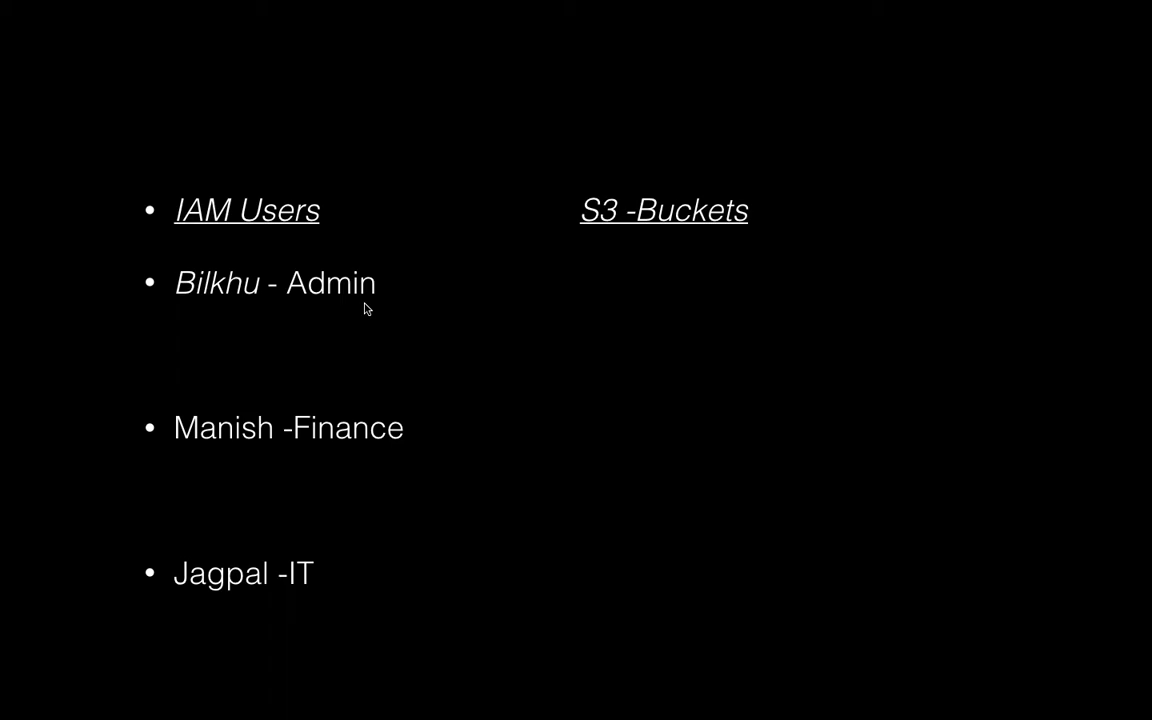 • IAM Users S3 -Buckets
• Bilkhu - Admin
• Manish -Finance
• Jagpal -IT